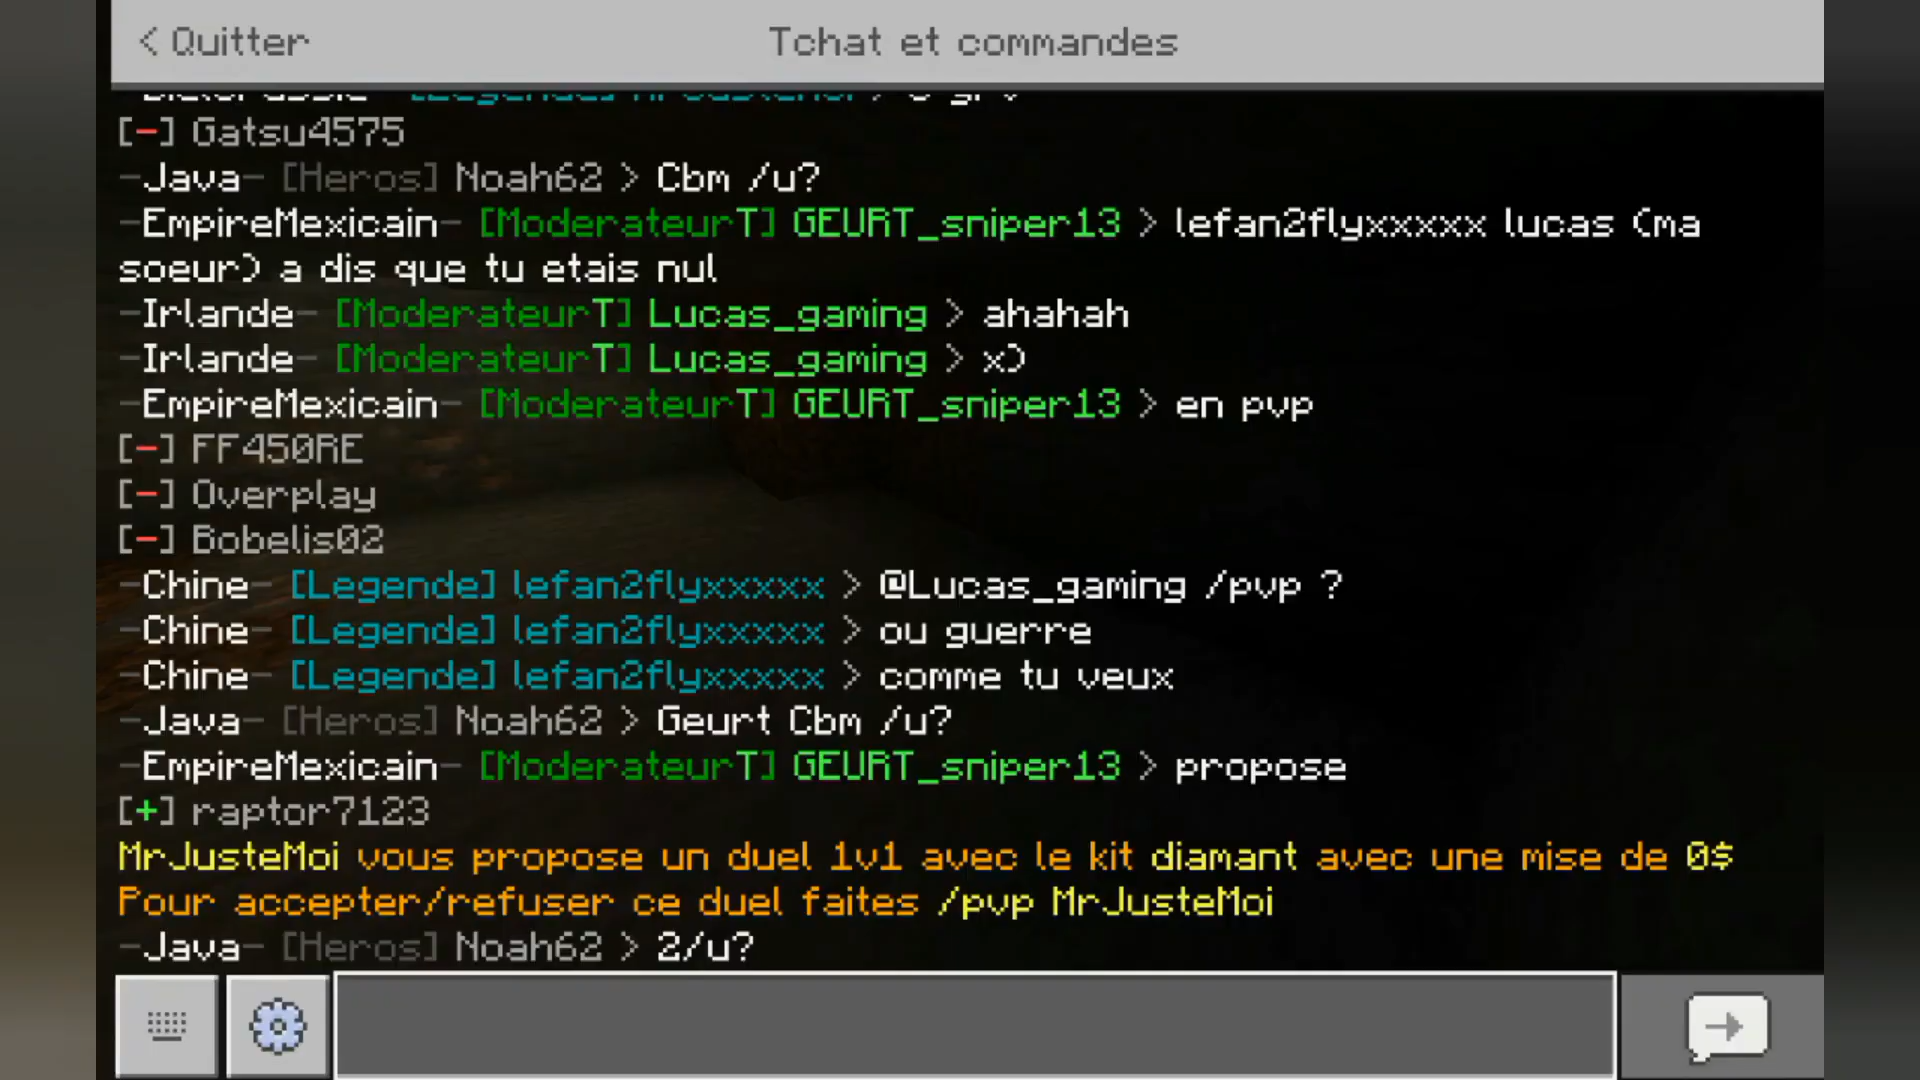 < Quitter
Tchat et commandes
[-] Gatsu4575
-Java- [Heros] Noah62 > Cbm /u?
-EmpireMexicain- [ModerateurT] GEURT_sniper13 > lefan2flyxxxxx lucas (ma
soeur) a dis que tu etais nul
-Irlande- [ModerateurT] Lucas_gaming > ahahah
-Irlande- [ModerateurT] Lucas_gaming > x)
-EmpireMexicain- [ModerateurT] GEURT_sniper13 > en pvp
[-] FF450RE
[-] Overplay
[-] Bobelis02
-Chine- [Legende] lefan2flyxxxxx > @Lucas_gaming /pvp ?
-Chine- [Legende] lefan2flyxxxxx > ou guerre
-Chine- [Legende] lefan2flyxxxxx > comme tu veux
-Java- [Heros] Noah62 > Geurt Cbm /u?
-EmpireMexicain- [ModerateurT] GEURT_sniper13 > propose
[+] raptor7123
MrJusteMoi vous propose un duel 1v1 avec le kit diamant avec une mise de 0$
Pour accepter/refuser ce duel faites /pvp MrJusteMoi
-Java- [Heros] Noah62 > 2/u?